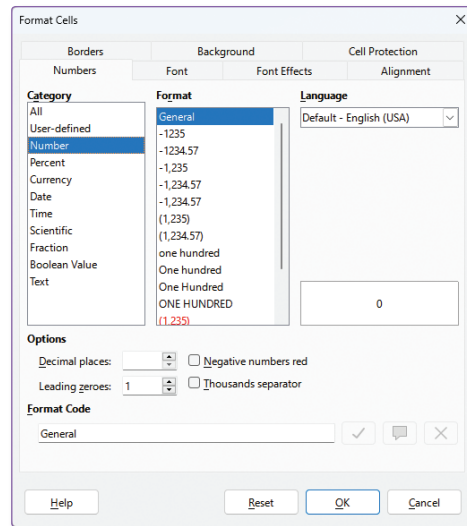 Format Cells
Borders Background Cell Protection
Numbers Font Font Effects Alignment
Category
All
User-defined
Number
Percent
Currency
Date
Time
Scientific
Fraction
Boolean Value
Text
Format
General
-1235
-1234.57
-1,235
-1,234.57
-1,234.57
(1,235)
(1,234.57)
one hundred
One hundred
One Hundred
ONE HUNDRED
(1,235)
Language
Default - English (USA)
0
Options
Decimal places:
Negative numbers red
Leading zeroes: 1
Thousands separator
Format Code
General
Help Reset OK Cancel